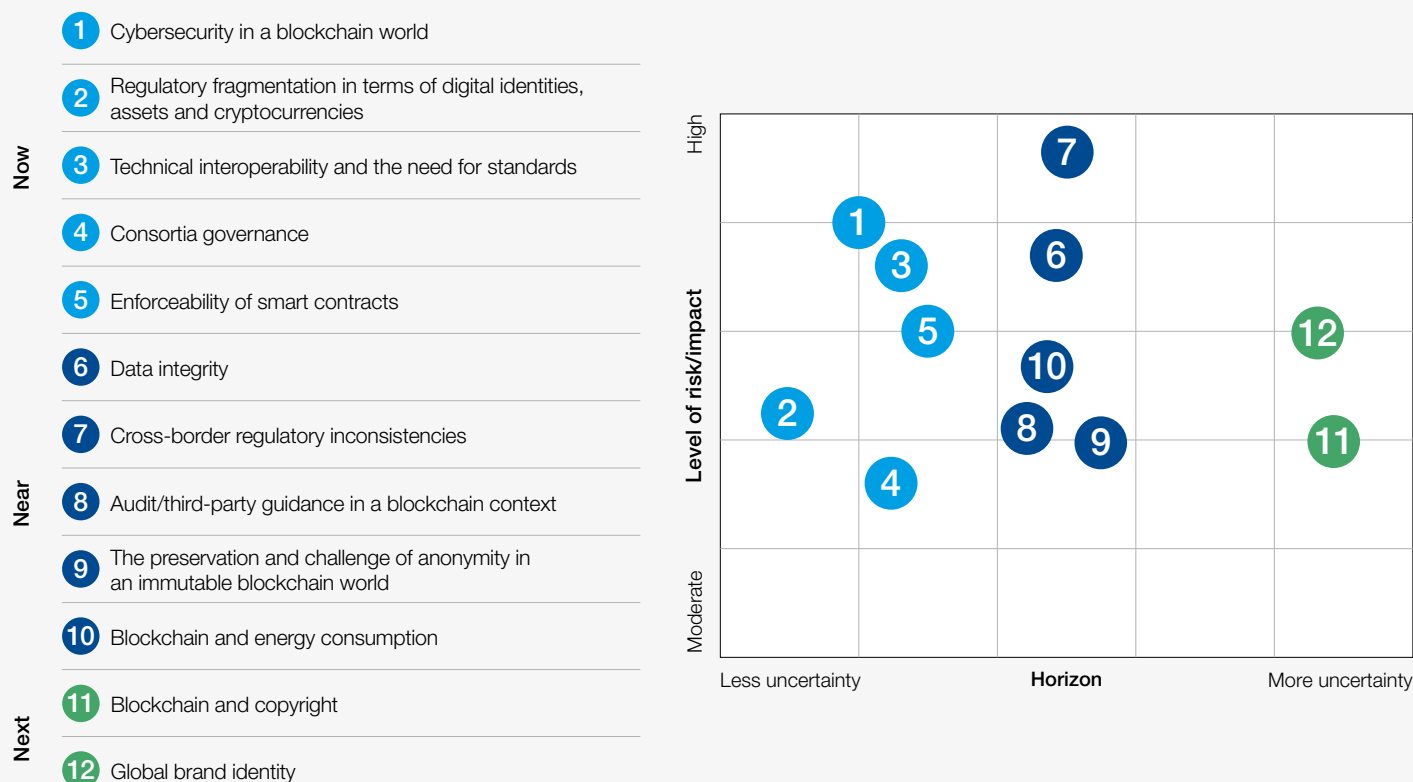 Now
1 Cybersecurity in a blockchain world
2 Regulatory fragmentation in terms of digital identities,
assets and cryptocurrencies
3 Technical interoperability and the need for standards
4 Consortia governance
5 Enforceability of smart contracts
Near
6 Data integrity
7 Cross-border regulatory inconsistencies
8 Audit/third-party guidance in a blockchain context
9 The preservation and challenge of anonymity in
an immutable blockchain world
10 Blockchain and energy consumption
Next
11 Blockchain and copyright
12 Global brand identity
High
Level of risk/impact
Moderate
7
1
6
3
5
12
10
2
8
9
11
4
Less uncertainty
Horizon
More uncertainty